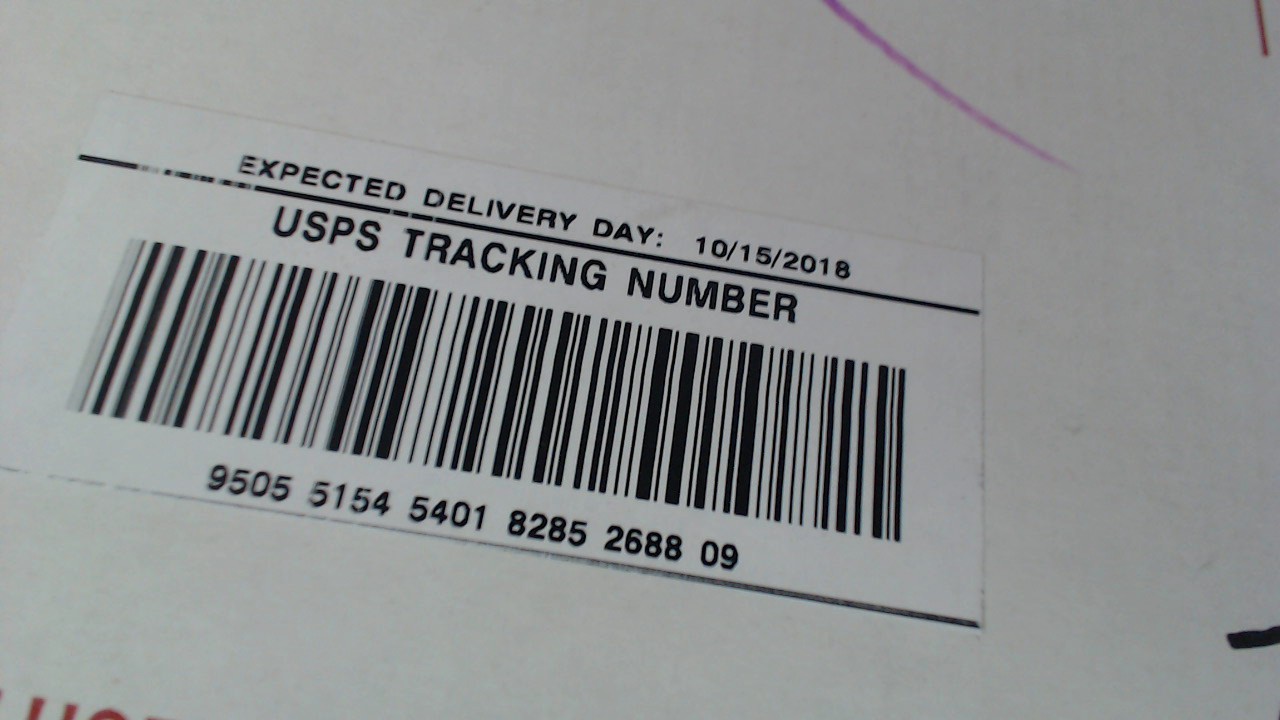 EXPECTED DELIVERY DAY: 10/15/2018
USPS TRACKING NUMBER
9505 5154 5401 8285 2688 09